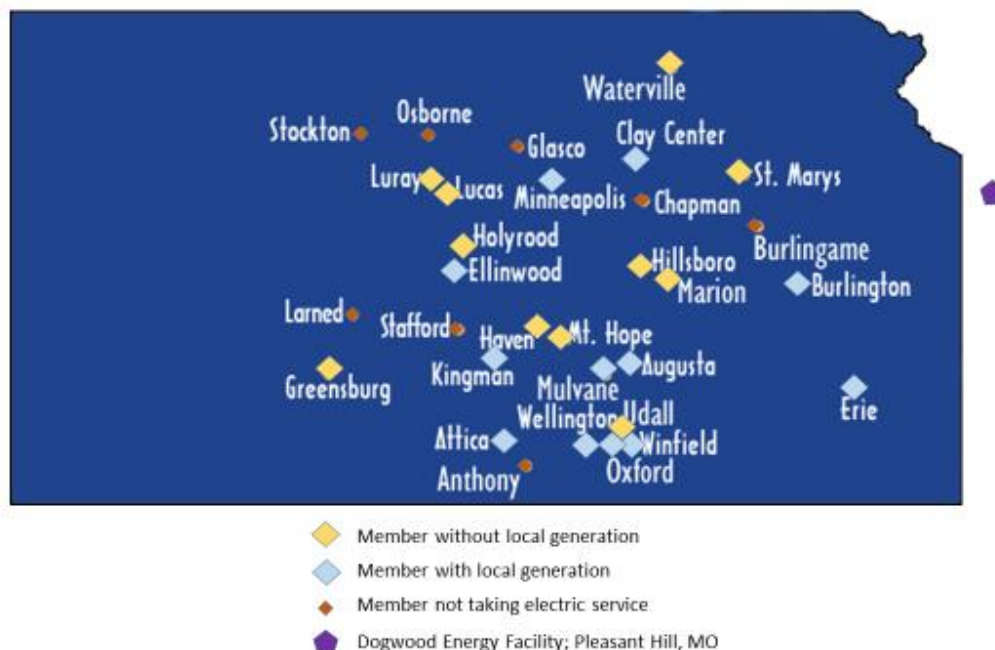 Waterville
Osborne
Stockton
Clay Center
Glasco
Luray
Lucas
St. Marys
Minneapolis
Chapman
Holyrood
Burlingame
Ellinwood
Hillsboro
Marion
Burlington
Larned
Stafford
Haven
Mt. Hope
Kingman
Augusta
Greensburg
Mulvane
Erie
Wellington
Udall
Attica
Winfield
Oxford
Anthony
Member without local generation
Member with local generation
Member not taking electric service
Dogwood Energy Facility; Pleasant Hill, MO